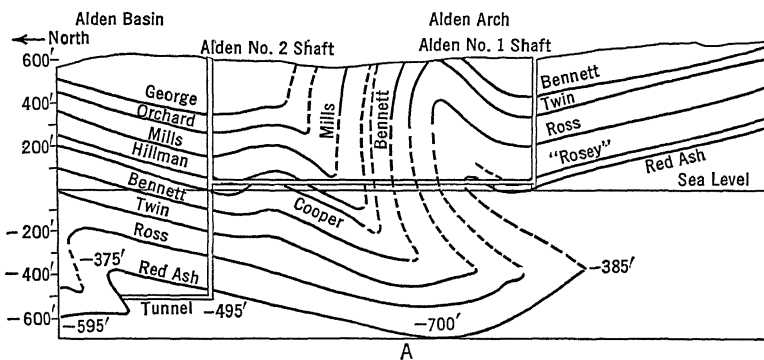 Alden Basin
Alden Arch
North
Alden No. 2 Shaft
Alden No. 1 Shaft
600'
400'
200'
-200'
-400'
-600'
George
Orchard
Mills
Hillman
Bennett
Twin
Ross
Red Ash
-375'
-595'
Tunnel
-495'
Mills
Bennett
Cooper
-700'
-385'
Bennett
Twin
Ross
"Rosey"
Red Ash
Sea Level
A